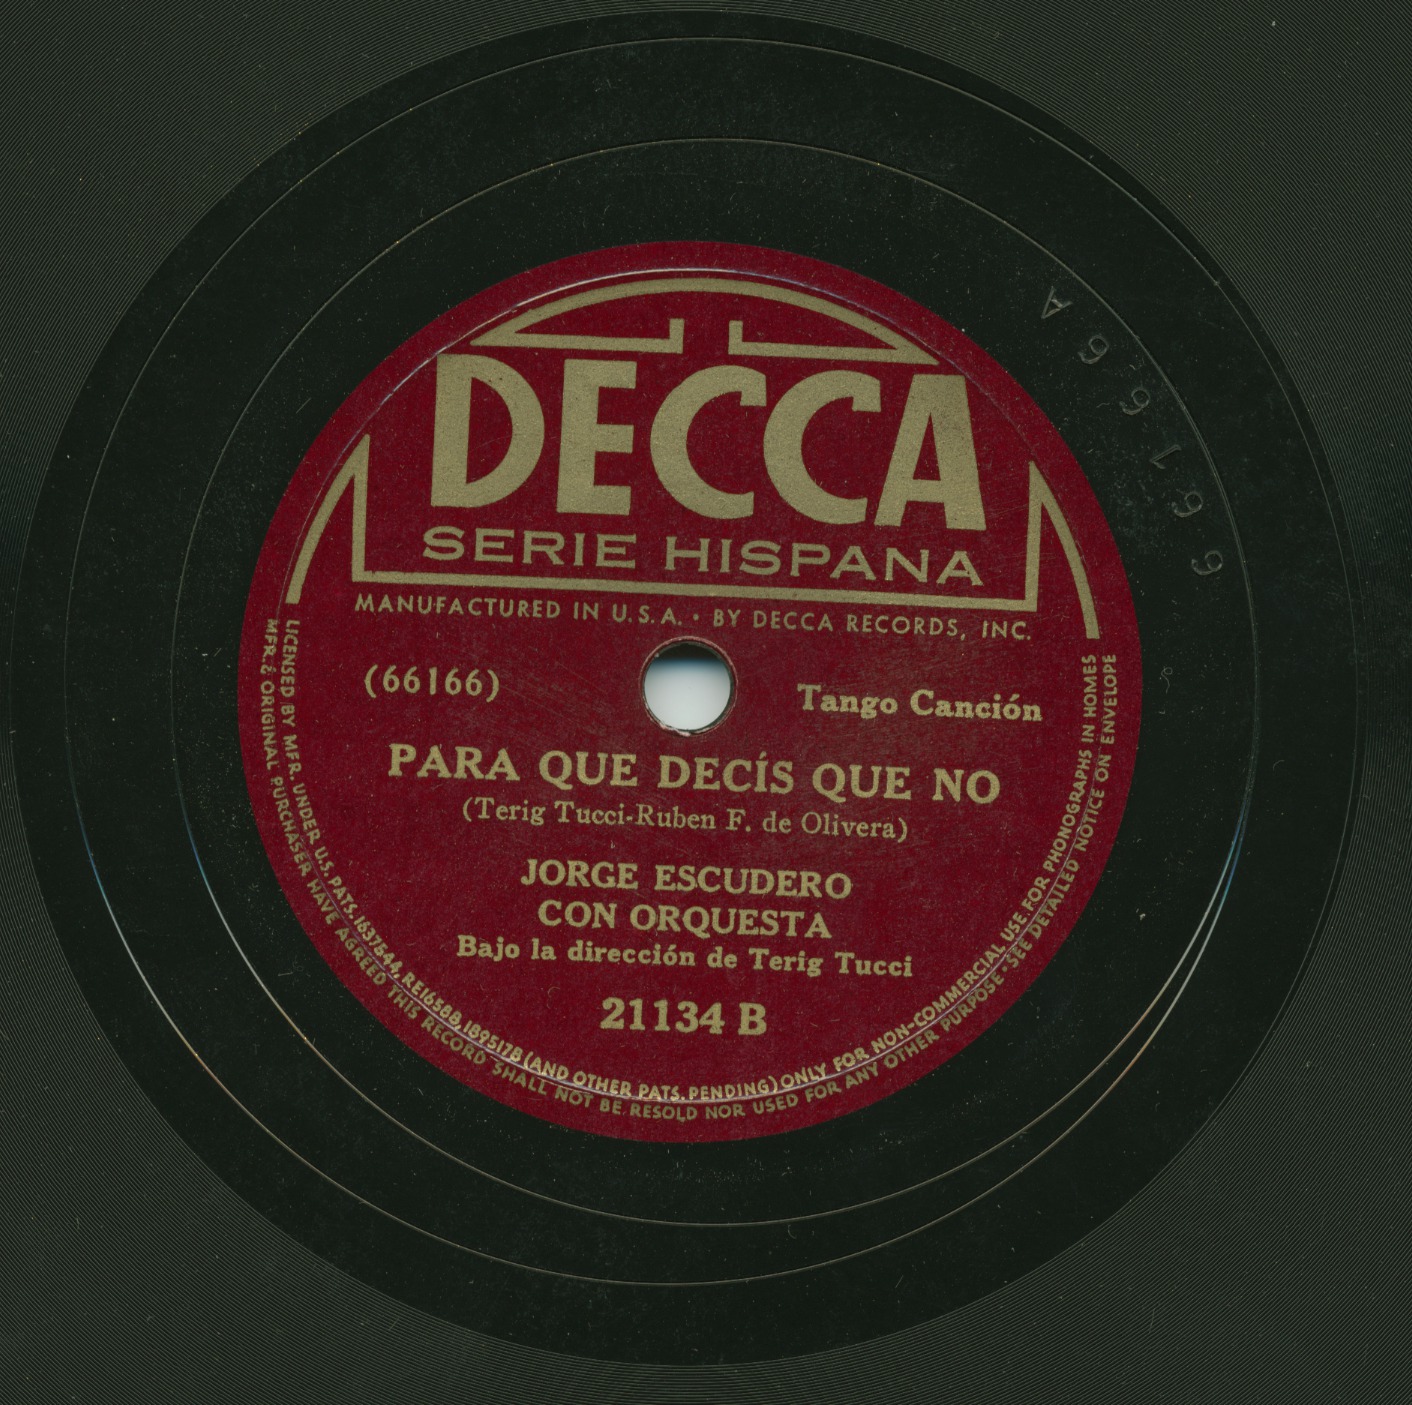 DECCA
SERIE HISPANA
MANUFACTURED IN U.S.A. • BY DECCA RECORDS, INC.
(66166)
Tango Canción
PARA QUE DECÍS QUE NO
(Terig Tucci-Ruben F. de Olivera)
JORGE ESCUDERO
CON ORQUESTA
Bajo la dirección de Terig Tucci
21134 B
LICENSED BY MFR. UNDER U.S. PATS. 1637544, RE16588, 1895178 (AND OTHER PATS. PENDING) ONLY FOR NON-COMMERCIAL USE FOR PHONOGRAPHS IN HOMES
MFR. & ORIGINAL PURCHASER HAVE AGREED THIS RECORD SHALL NOT BE RESOLD NOR USED FOR ANY OTHER PURPOSE • SEE DETAILED NOTICE ON ENVELOPE
66166 A